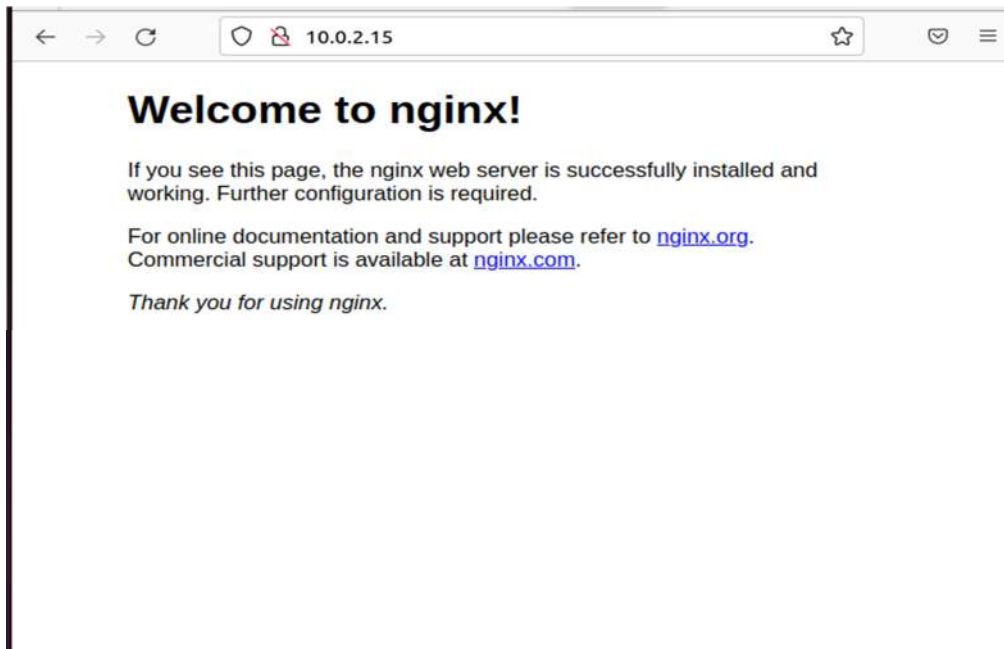 10.0.2.15
Welcome to nginx!
If you see this page, the nginx web server is successfully installed and
working. Further configuration is required.
For online documentation and support please refer to nginx.org.
Commercial support is available at nginx.com.
Thank you for using nginx.